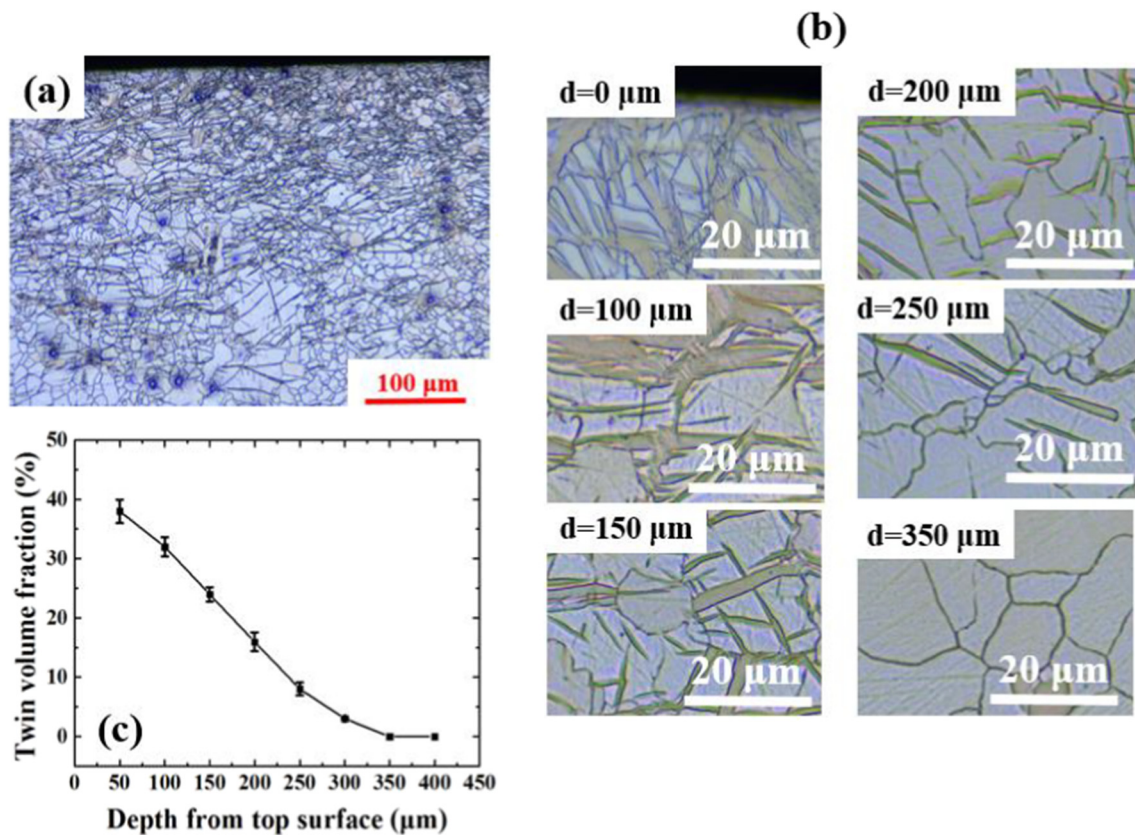 (a)
100 μm
(b)
d=0 μm
20 μm
d=200 μm
20 μm
d=100 μm
20 μm
d=250 μm
20 μm
d=150 μm
20 μm
d=350 μm
20 μm
(c)
Twin volume fraction (%)
50
40
30
20
10
0
0 50 100 150 200 250 300 350 400 450
Depth from top surface (μm)